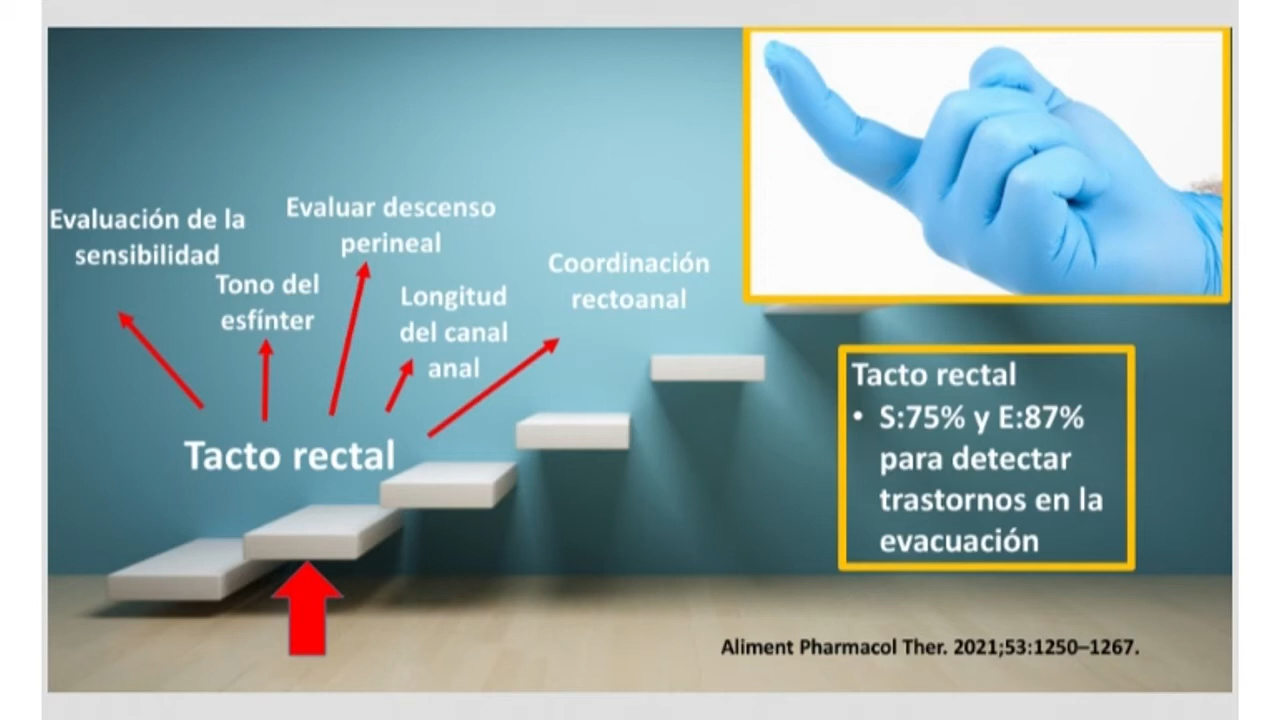 Evaluación de la
sensibilidad
Tono del
esfínter
Evaluar descenso
perineal
Longitud
del canal
anal
Coordinación
rectoanal
Tacto rectal
Tacto rectal
• S:75% y E:87%
para detectar
trastornos en la
evacuación
Aliment Pharmacol Ther. 2021;53:1250–1267.